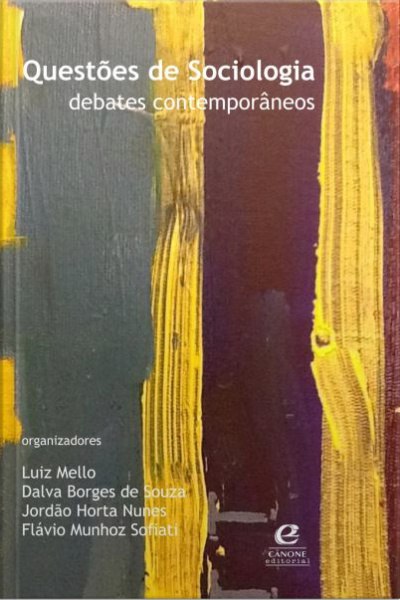 Questões de Sociologia
debates contemporâneos
organizadores
Luiz Mello
Dalva Borges de Souza
Jordão Horta Nunes
Flávio Munhoz Sofiati
CÂNONE
editorial